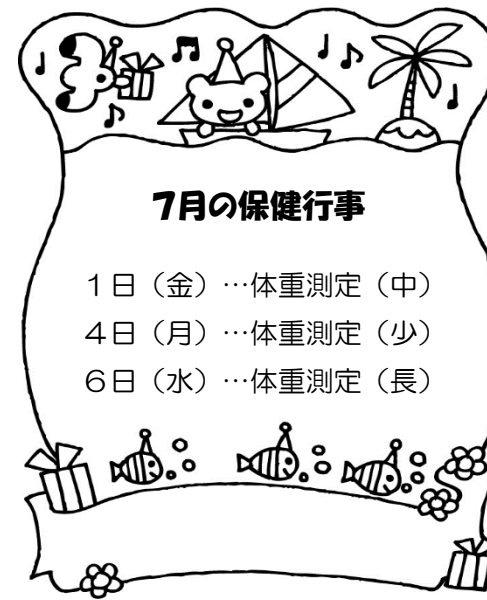 7月の保健行事
１日（金）…体重測定（中）
４日（月）…体重測定（少）
６日（水）…体重測定（長）